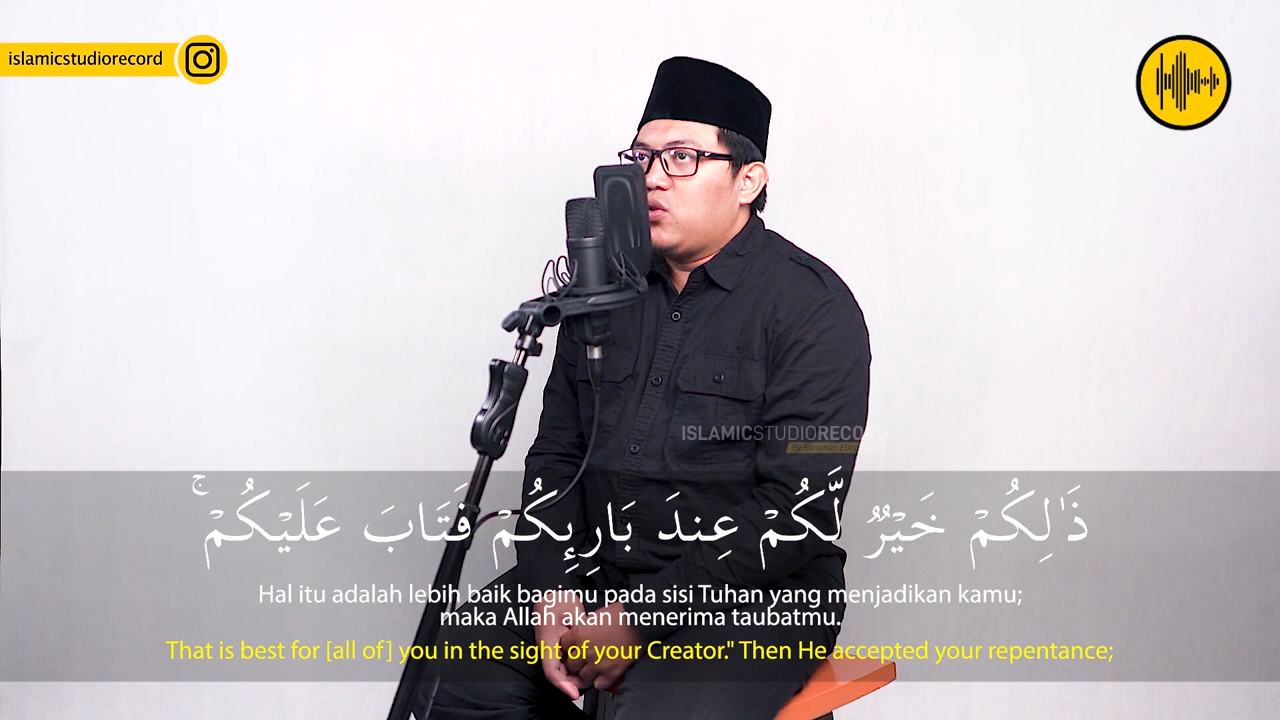 islamicstudiorecord
ISLAMICSTUDIORECORD
ذَٰلِكُمۡ خَيۡرٞ لَّكُمۡ عِندَ بَارِئِكُمۡ فَتَابَ عَلَيۡكُمۡۚ
Hal itu adalah lebih baik bagimu pada sisi Tuhan yang menjadikan kamu;
maka Allah akan menerima taubatmu.
That is best for [all of] you in the sight of your Creator." Then He accepted your repentance;